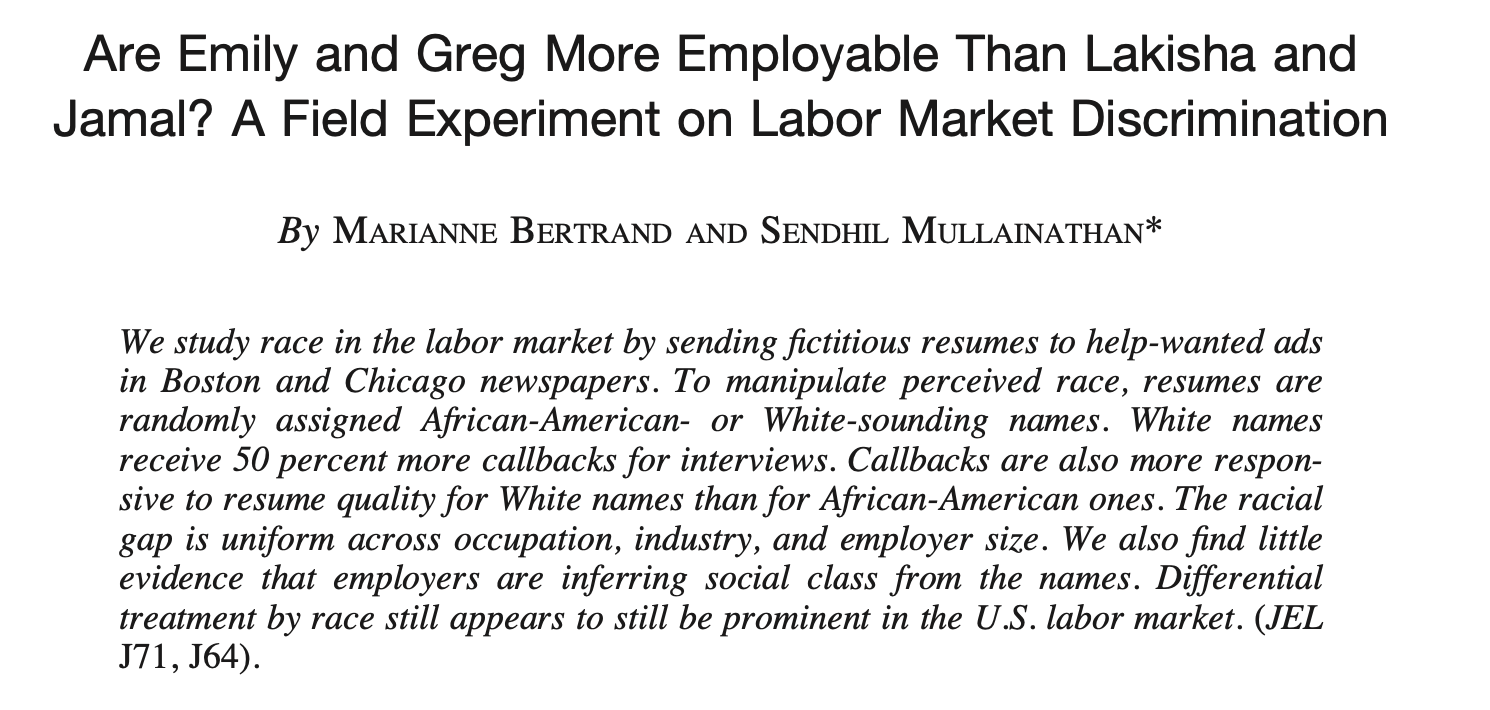 Are Emily and Greg More Employable Than Lakisha and
Jamal? A Field Experiment on Labor Market Discrimination
By MARIANNE BERTRAND AND SENDHIL MULLAINATHAN*
We study race in the labor market by sending fictitious resumes to help-wanted ads
in Boston and Chicago newspapers. To manipulate perceived race, resumes are
randomly assigned African-American- or White-sounding names. White names
receive 50 percent more callbacks for interviews. Callbacks are also more respon-
sive to resume quality for White names than for African-American ones. The racial
gap is uniform across occupation, industry, and employer size. We also find little
evidence that employers are inferring social class from the names. Differential
treatment by race still appears to still be prominent in the U.S. labor market. (JEL
J71, J64).